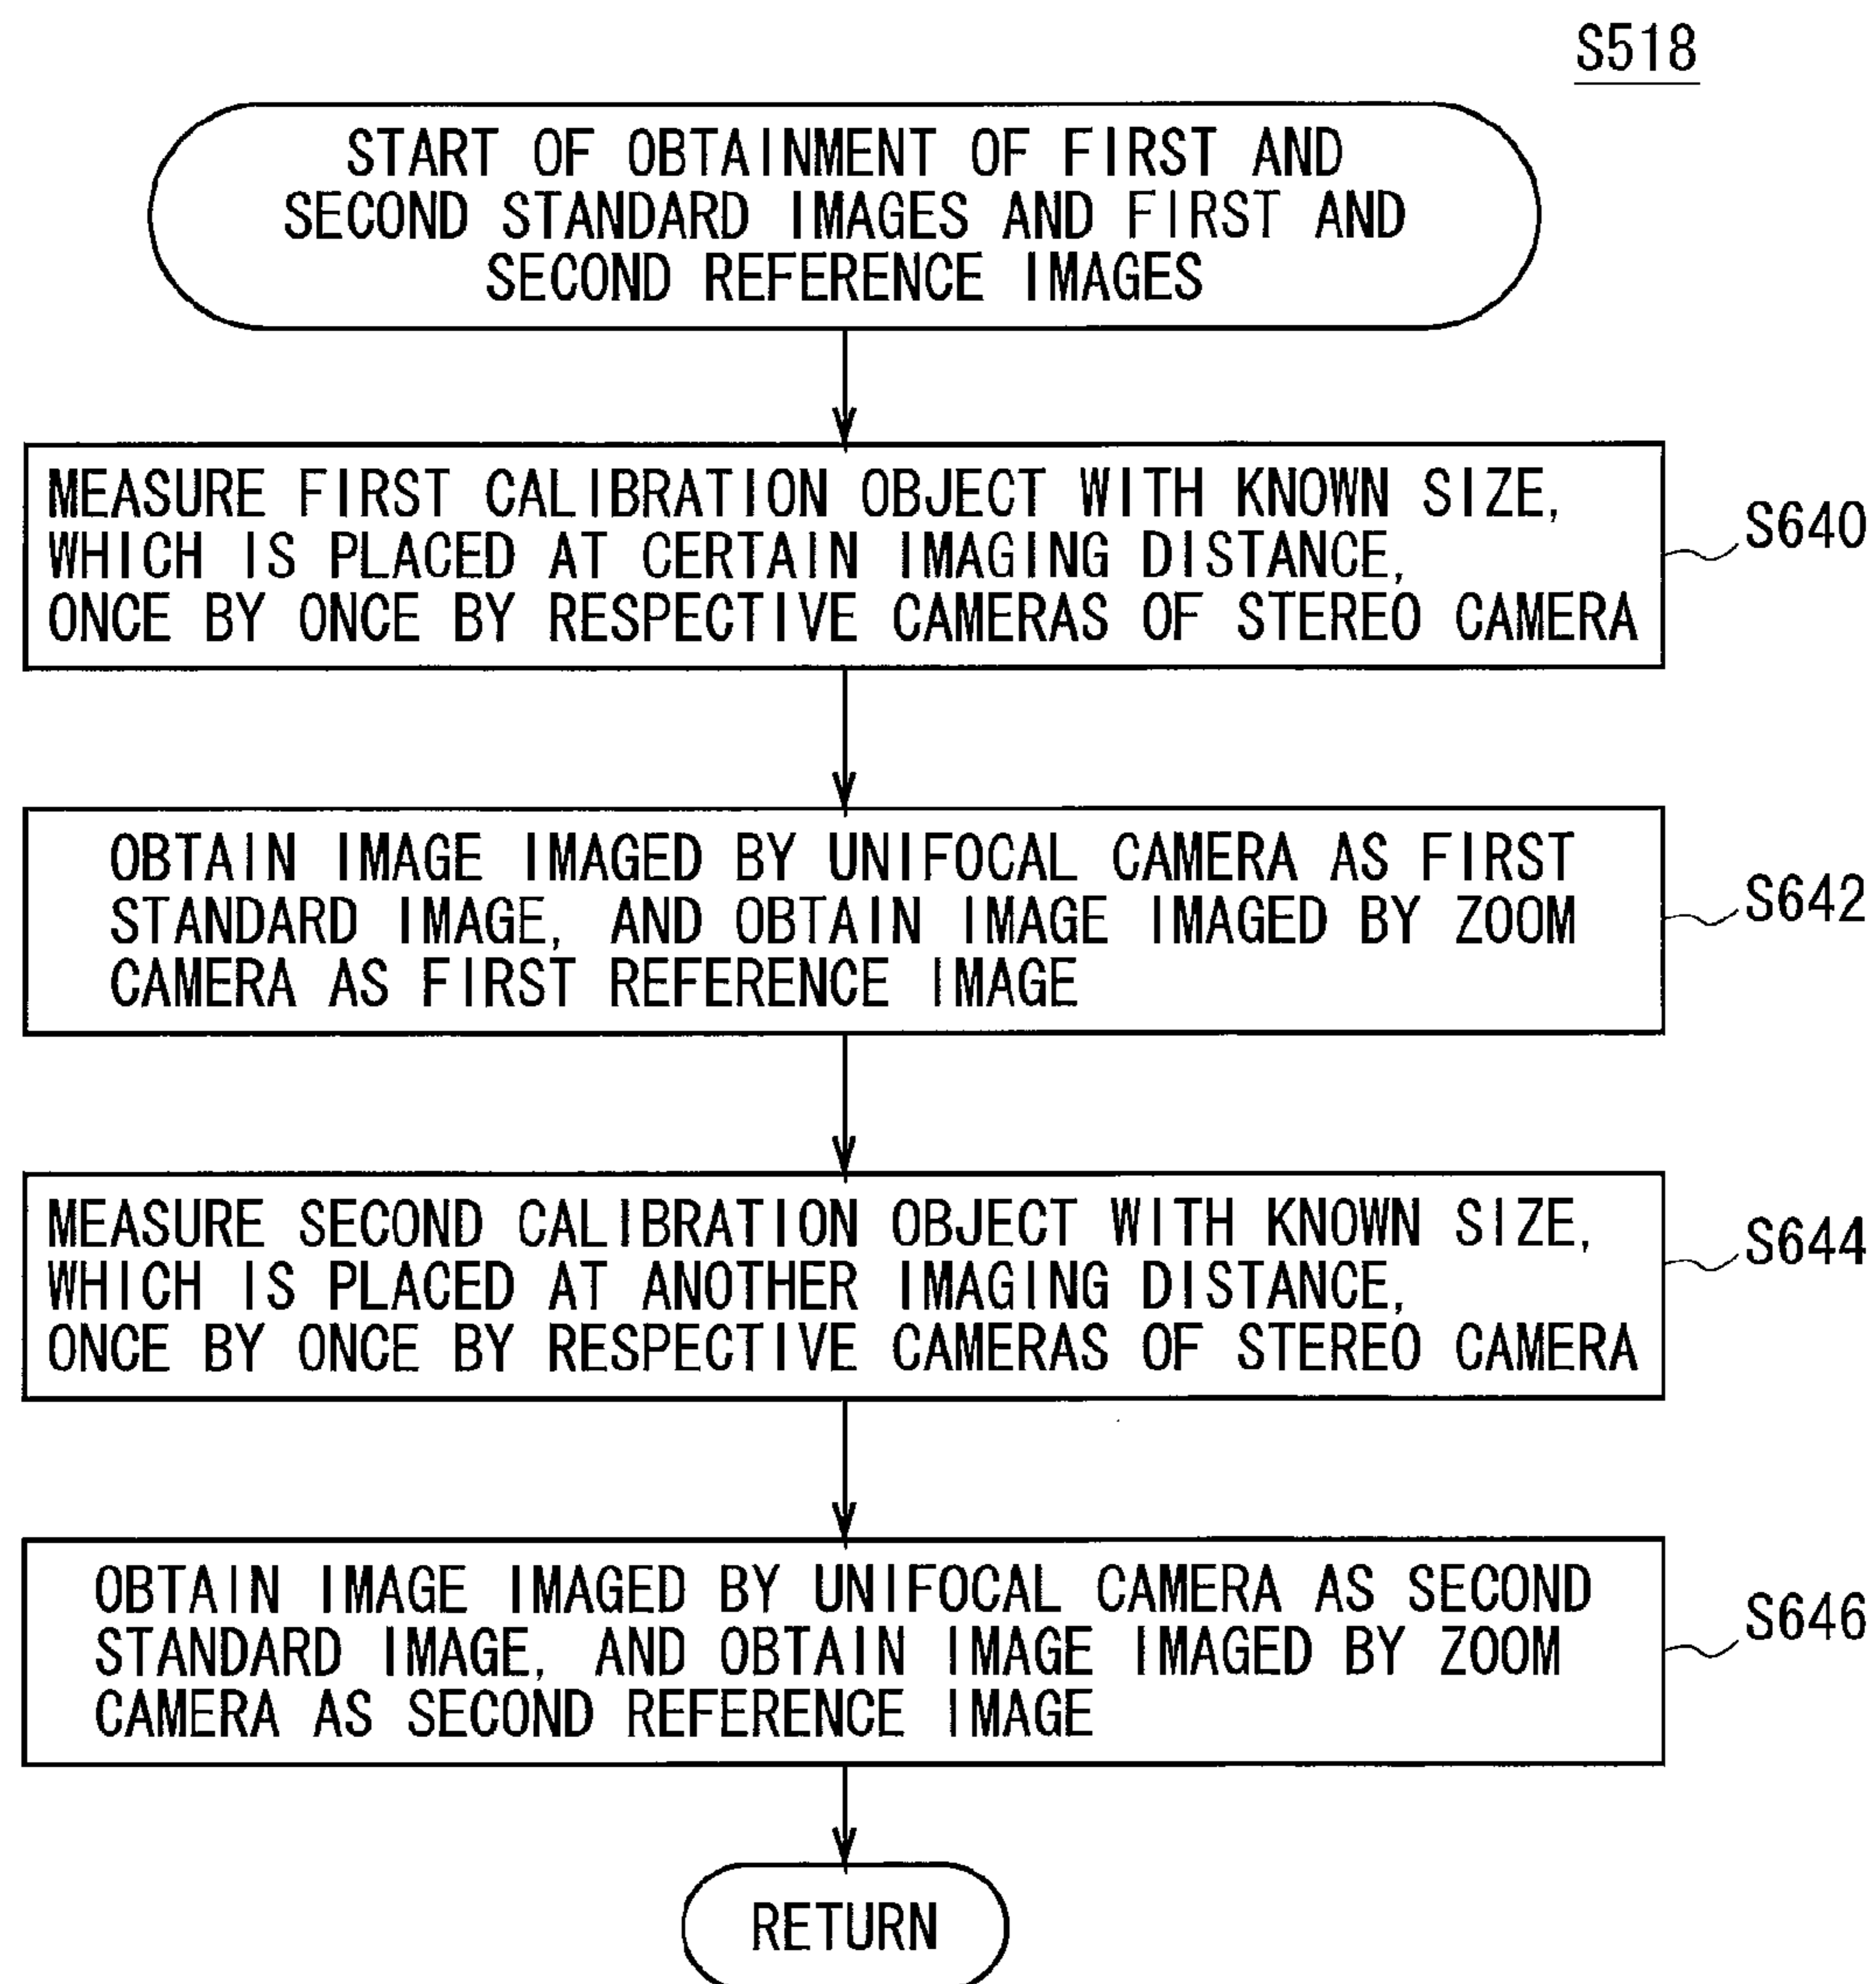 S518
START OF OBTAINMENT OF FIRST AND
SECOND STANDARD IMAGES AND FIRST AND
SECOND REFERENCE IMAGES
MEASURE FIRST CALIBRATION OBJECT WITH KNOWN SIZE,
WHICH IS PLACED AT CERTAIN IMAGING DISTANCE,
ONCE BY ONCE BY RESPECTIVE CAMERAS OF STEREO CAMERA
S640
OBTAIN IMAGE IMAGED BY UNIFOCAL CAMERA AS FIRST
STANDARD IMAGE, AND OBTAIN IMAGE IMAGED BY ZOOM
CAMERA AS FIRST REFERENCE IMAGE
S642
MEASURE SECOND CALIBRATION OBJECT WITH KNOWN SIZE,
WHICH IS PLACED AT ANOTHER IMAGING DISTANCE,
ONCE BY ONCE BY RESPECTIVE CAMERAS OF STEREO CAMERA
S644
OBTAIN IMAGE IMAGED BY UNIFOCAL CAMERA AS SECOND
STANDARD IMAGE, AND OBTAIN IMAGE IMAGED BY ZOOM
CAMERA AS SECOND REFERENCE IMAGE
S646
RETURN